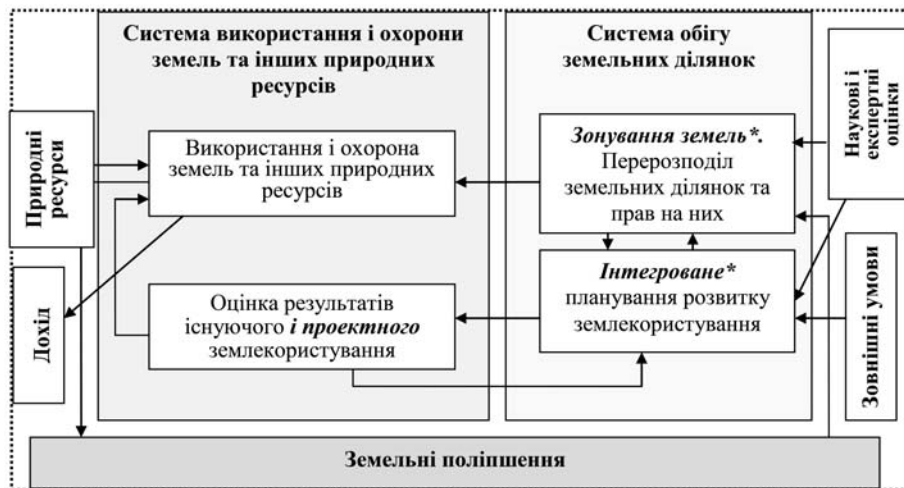 Система використання і охорони
земель та інших природних
ресурсів
Система обігу
земельних ділянок
Природні
ресурси
Використання і охорона
земель та інших природних
ресурсів
Зонування земель*.
Перерозподіл
земельних ділянок та
прав на них
Наукові і
експертні
оцінки
Дохід
Оцінка результатів
існуючого і проектного
землекористування
Інтегроване*
планування розвитку
землекористування
Зовнішні умови
Земельні поліпшення